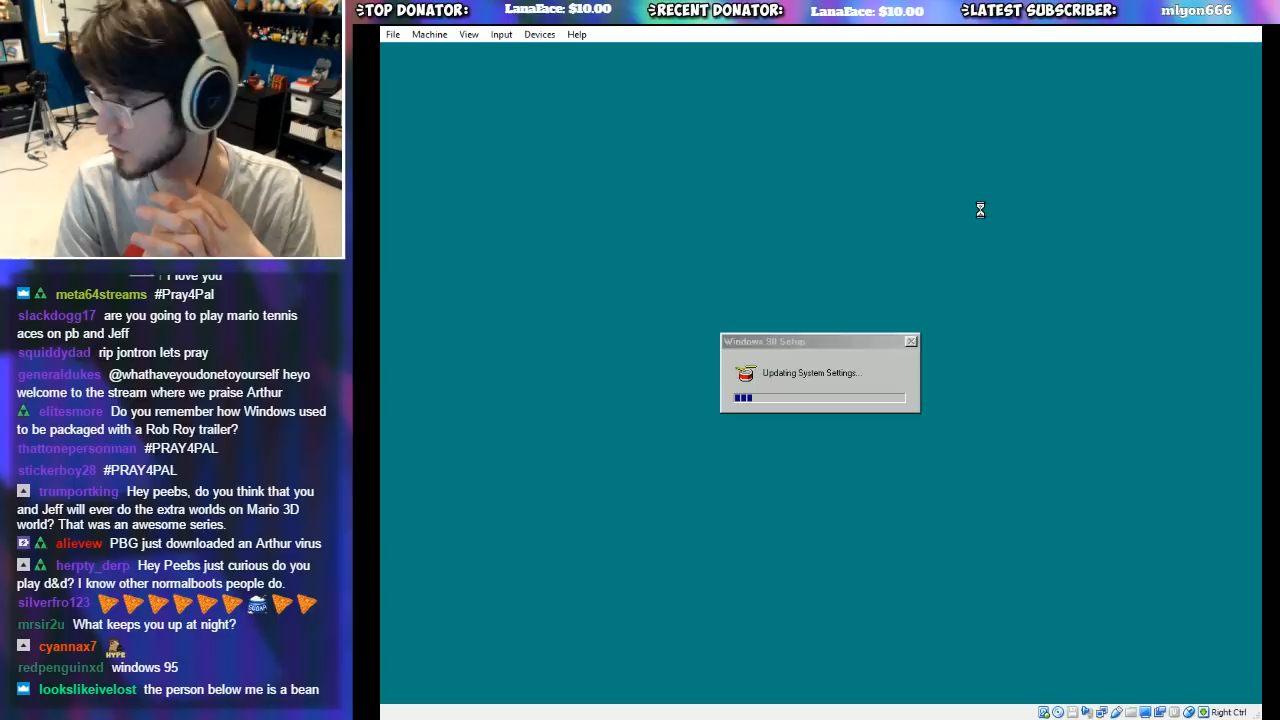 TOP DONATOR:
LanaFace: $10.00
RECENT DONATOR:
LanaFace: $10.00
LATEST SUBSCRIBER:
mlyon666
File Machine View Input Devices Help
I love you
meta64streams #Pray4Pal
slackdogg17 are you going to play mario tennis
aces on pb and Jeff
squiddydad rip jontron lets pray
generaldukes @whathaveyoudonetoyourself heyo
welcome to the stream where we praise Arthur
elitesmore Do you remember how Windows used
to be packaged with a Rob Roy trailer?
thattonepersonman #PRAY4PAL
stickerboy28 #PRAY4PAL
trumportking Hey peebs, do you think that you
and Jeff will ever do the extra worlds on Mario 3D
world? That was an awesome series.
alievew PBG just downloaded an Arthur virus
herpty_derp Hey Peebs just curious do you
play d&d? I know other normalboots people do.
silverfro123
mrsir2u What keeps you up at night?
cyannax7 HYPE
redpenguinxd windows 95
lookslikeivelost the person below me is a bean
Windows 98 Setup
Updating System Settings...
Right Ctrl